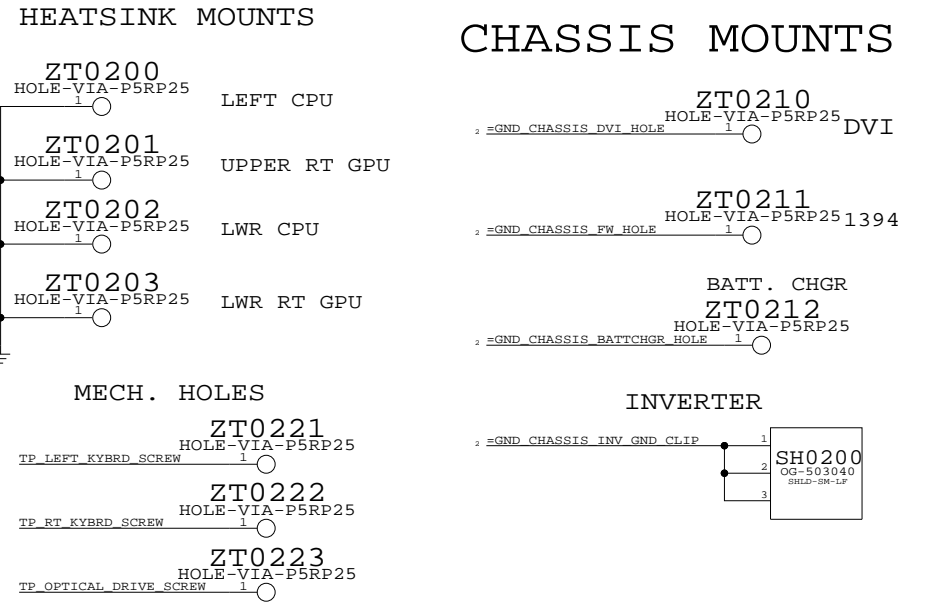 HEATSINK MOUNTS
ZT0200
HOLE-VIA-P5RP25
1
LEFT CPU
ZT0201
HOLE-VIA-P5RP25
1
UPPER RT GPU
ZT0202
HOLE-VIA-P5RP25
1
LWR CPU
ZT0203
HOLE-VIA-P5RP25
1
LWR RT GPU
MECH. HOLES
ZT0221
HOLE-VIA-P5RP25
TP_LEFT_KYBRD_SCREW 1
ZT0222
HOLE-VIA-P5RP25
TP_RT_KYBRD_SCREW 1
ZT0223
HOLE-VIA-P5RP25
TP_OPTICAL_DRIVE_SCREW 1
CHASSIS MOUNTS
ZT0210
HOLE-VIA-P5RP25
2 =GND_CHASSIS_DVI_HOLE 1
DVI
ZT0211
HOLE-VIA-P5RP25
2 =GND_CHASSIS_FW_HOLE 1
1394
BATT. CHGR
ZT0212
HOLE-VIA-P5RP25
2 =GND_CHASSIS_BATTCHGR_HOLE 1
INVERTER
2 =GND_CHASSIS_INV_GND_CLIP 1
SH0200
2
OG-503040
SHLD-SM-LF
3